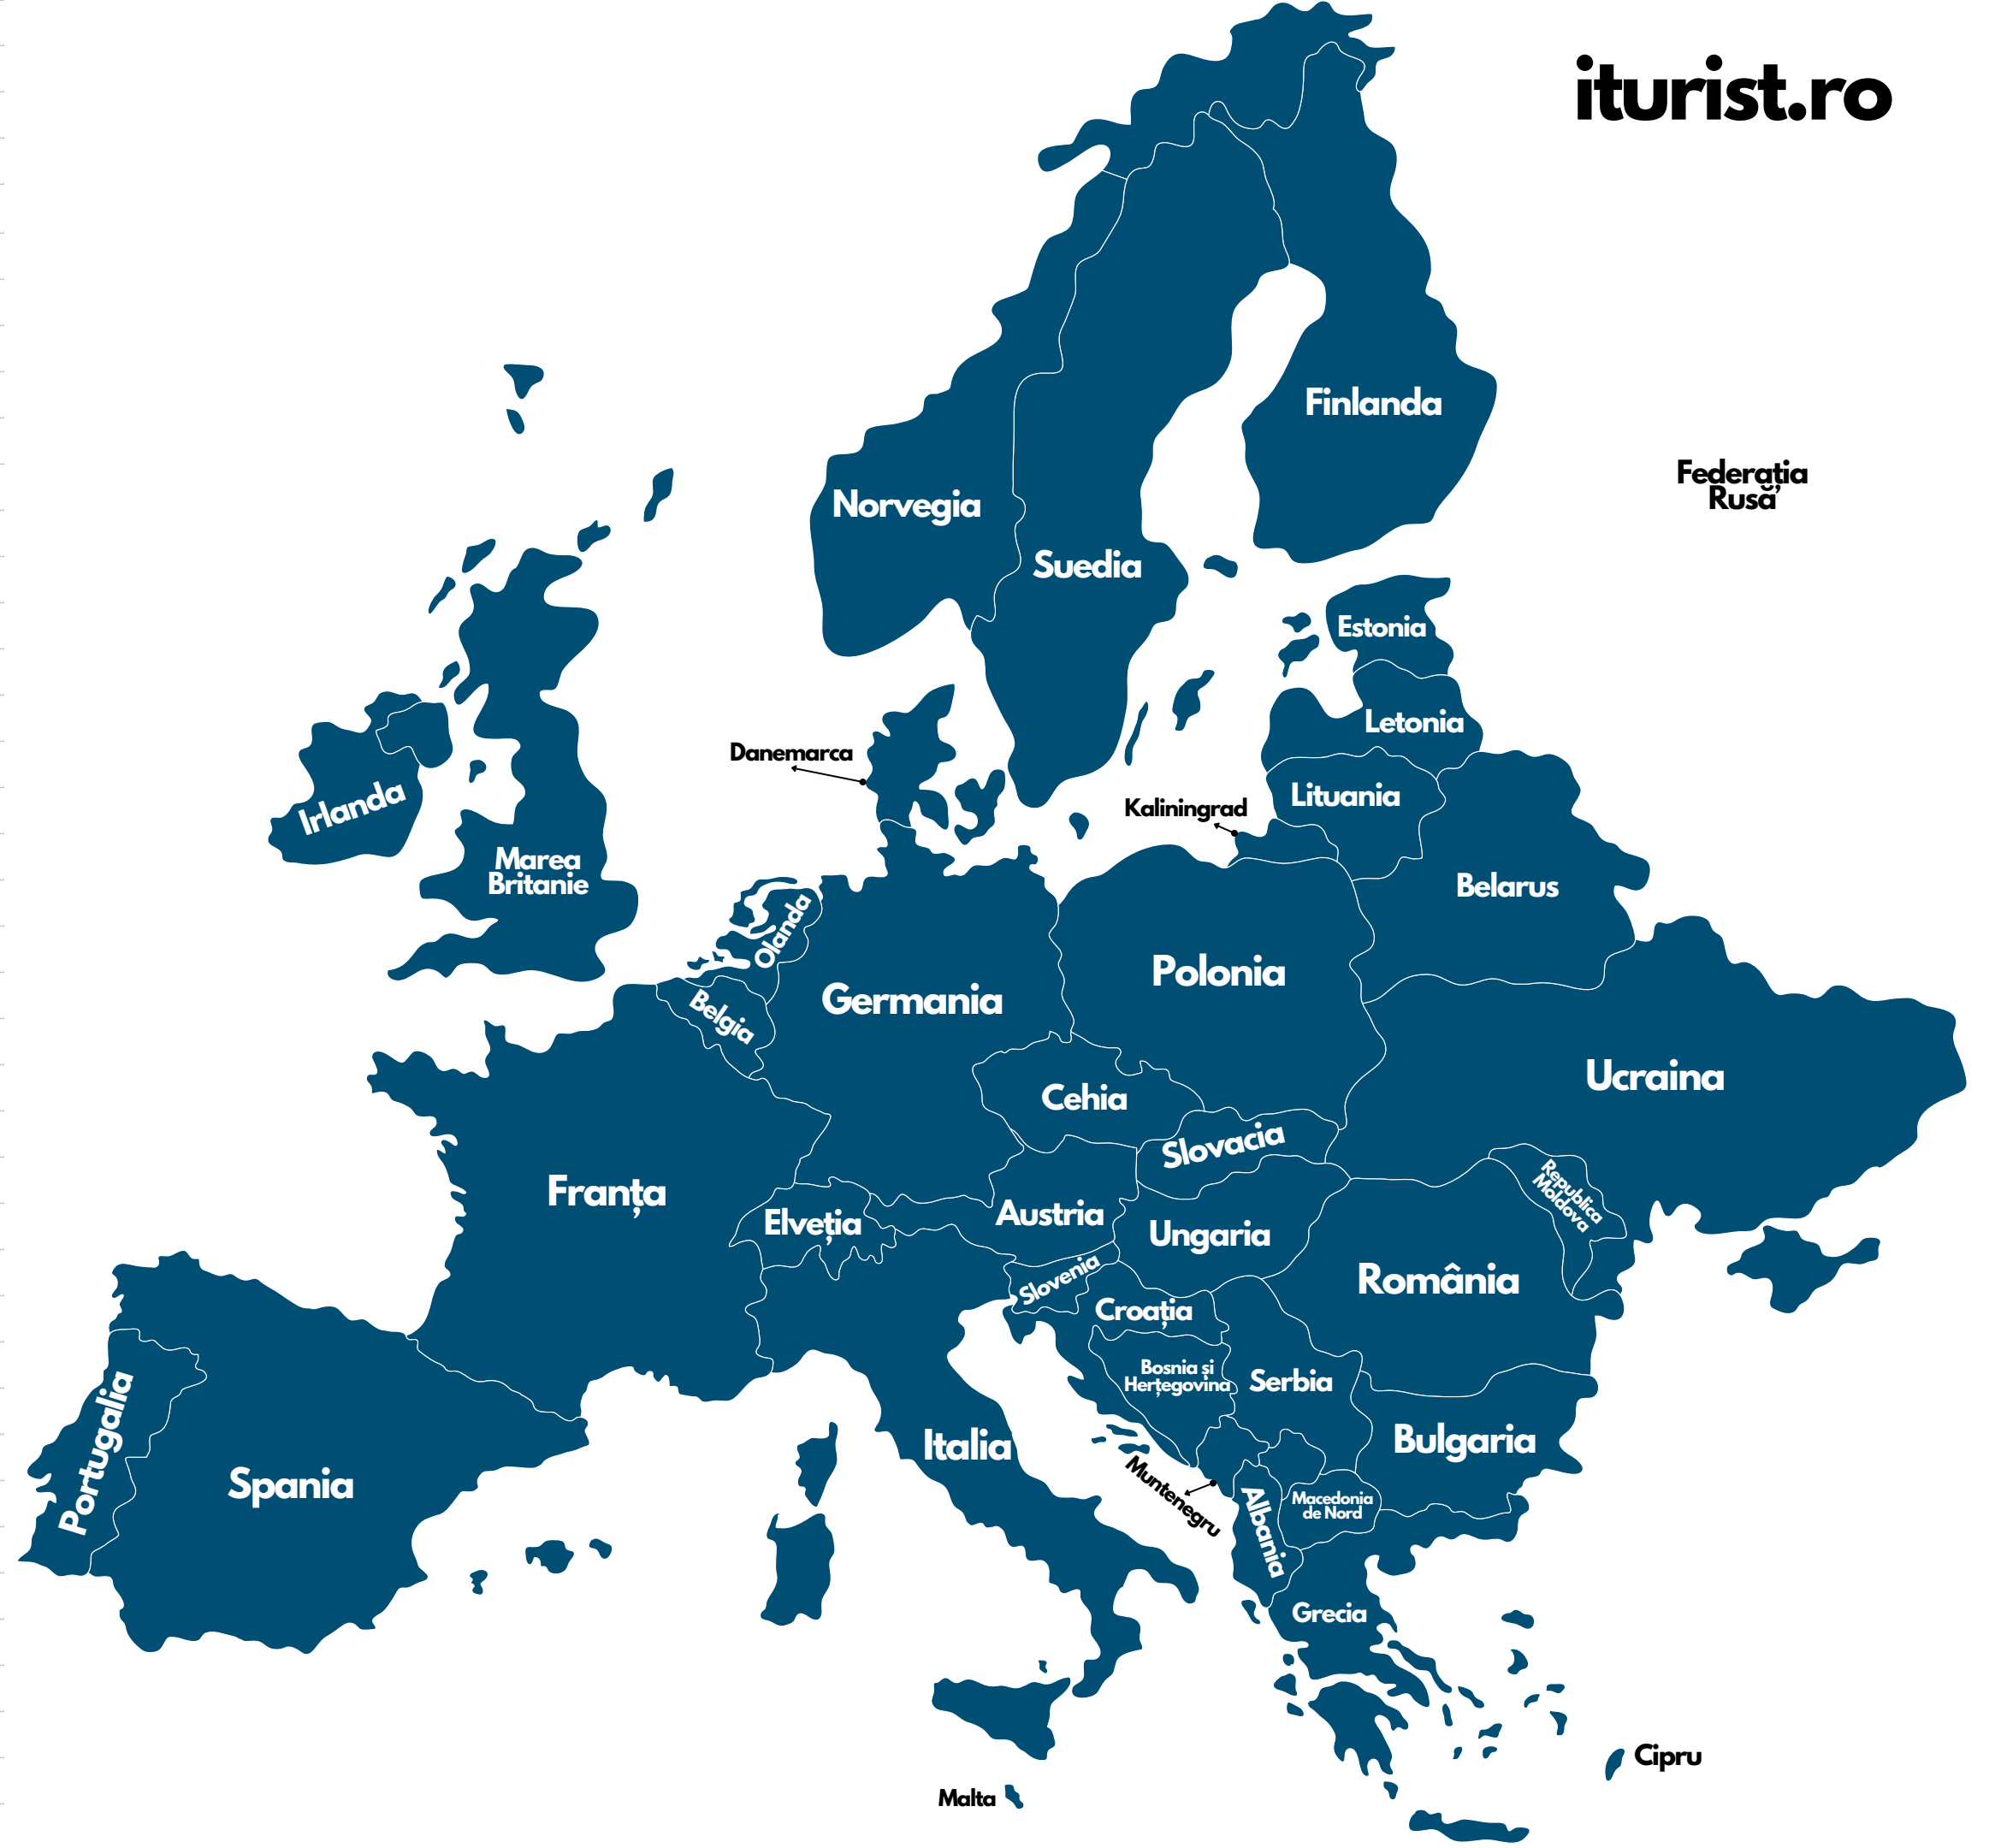 iturist.ro
Finlanda
Federația
Rusă
Norvegia
Suedia
Estonia
Letonia
Danemarca
Lituania
Irlanda
Kaliningrad
Marea
Britanie
Belarus
Olanda
Polonia
Germania
Belgia
Ucraina
Cehia
Slovacia
Franța
Republica
Moldova
Austria
Elveția
Ungaria
România
Slovenia
Croația
Bosnia și
Herțegovina
Serbia
Portugalia
Italia
Bulgaria
Spania
Muntenegru
Macedonia
de Nord
Albania
Grecia
Cipru
Malta